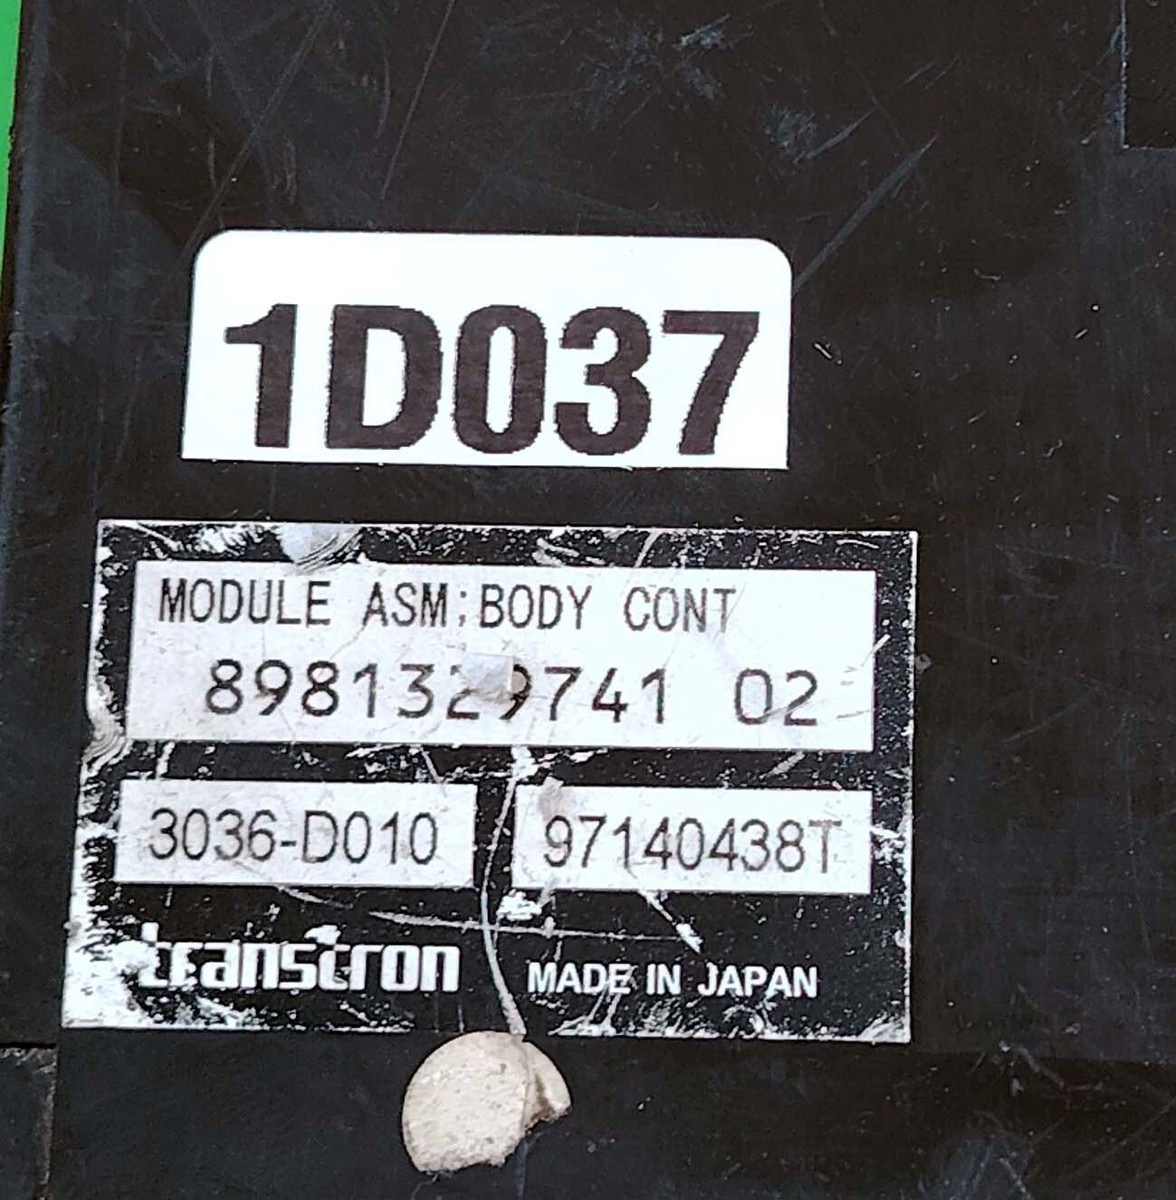 1D037
MODULE ASM;BODY CONT
8981329741 02
3036-D010
97140438T
transtron
MADE IN JAPAN